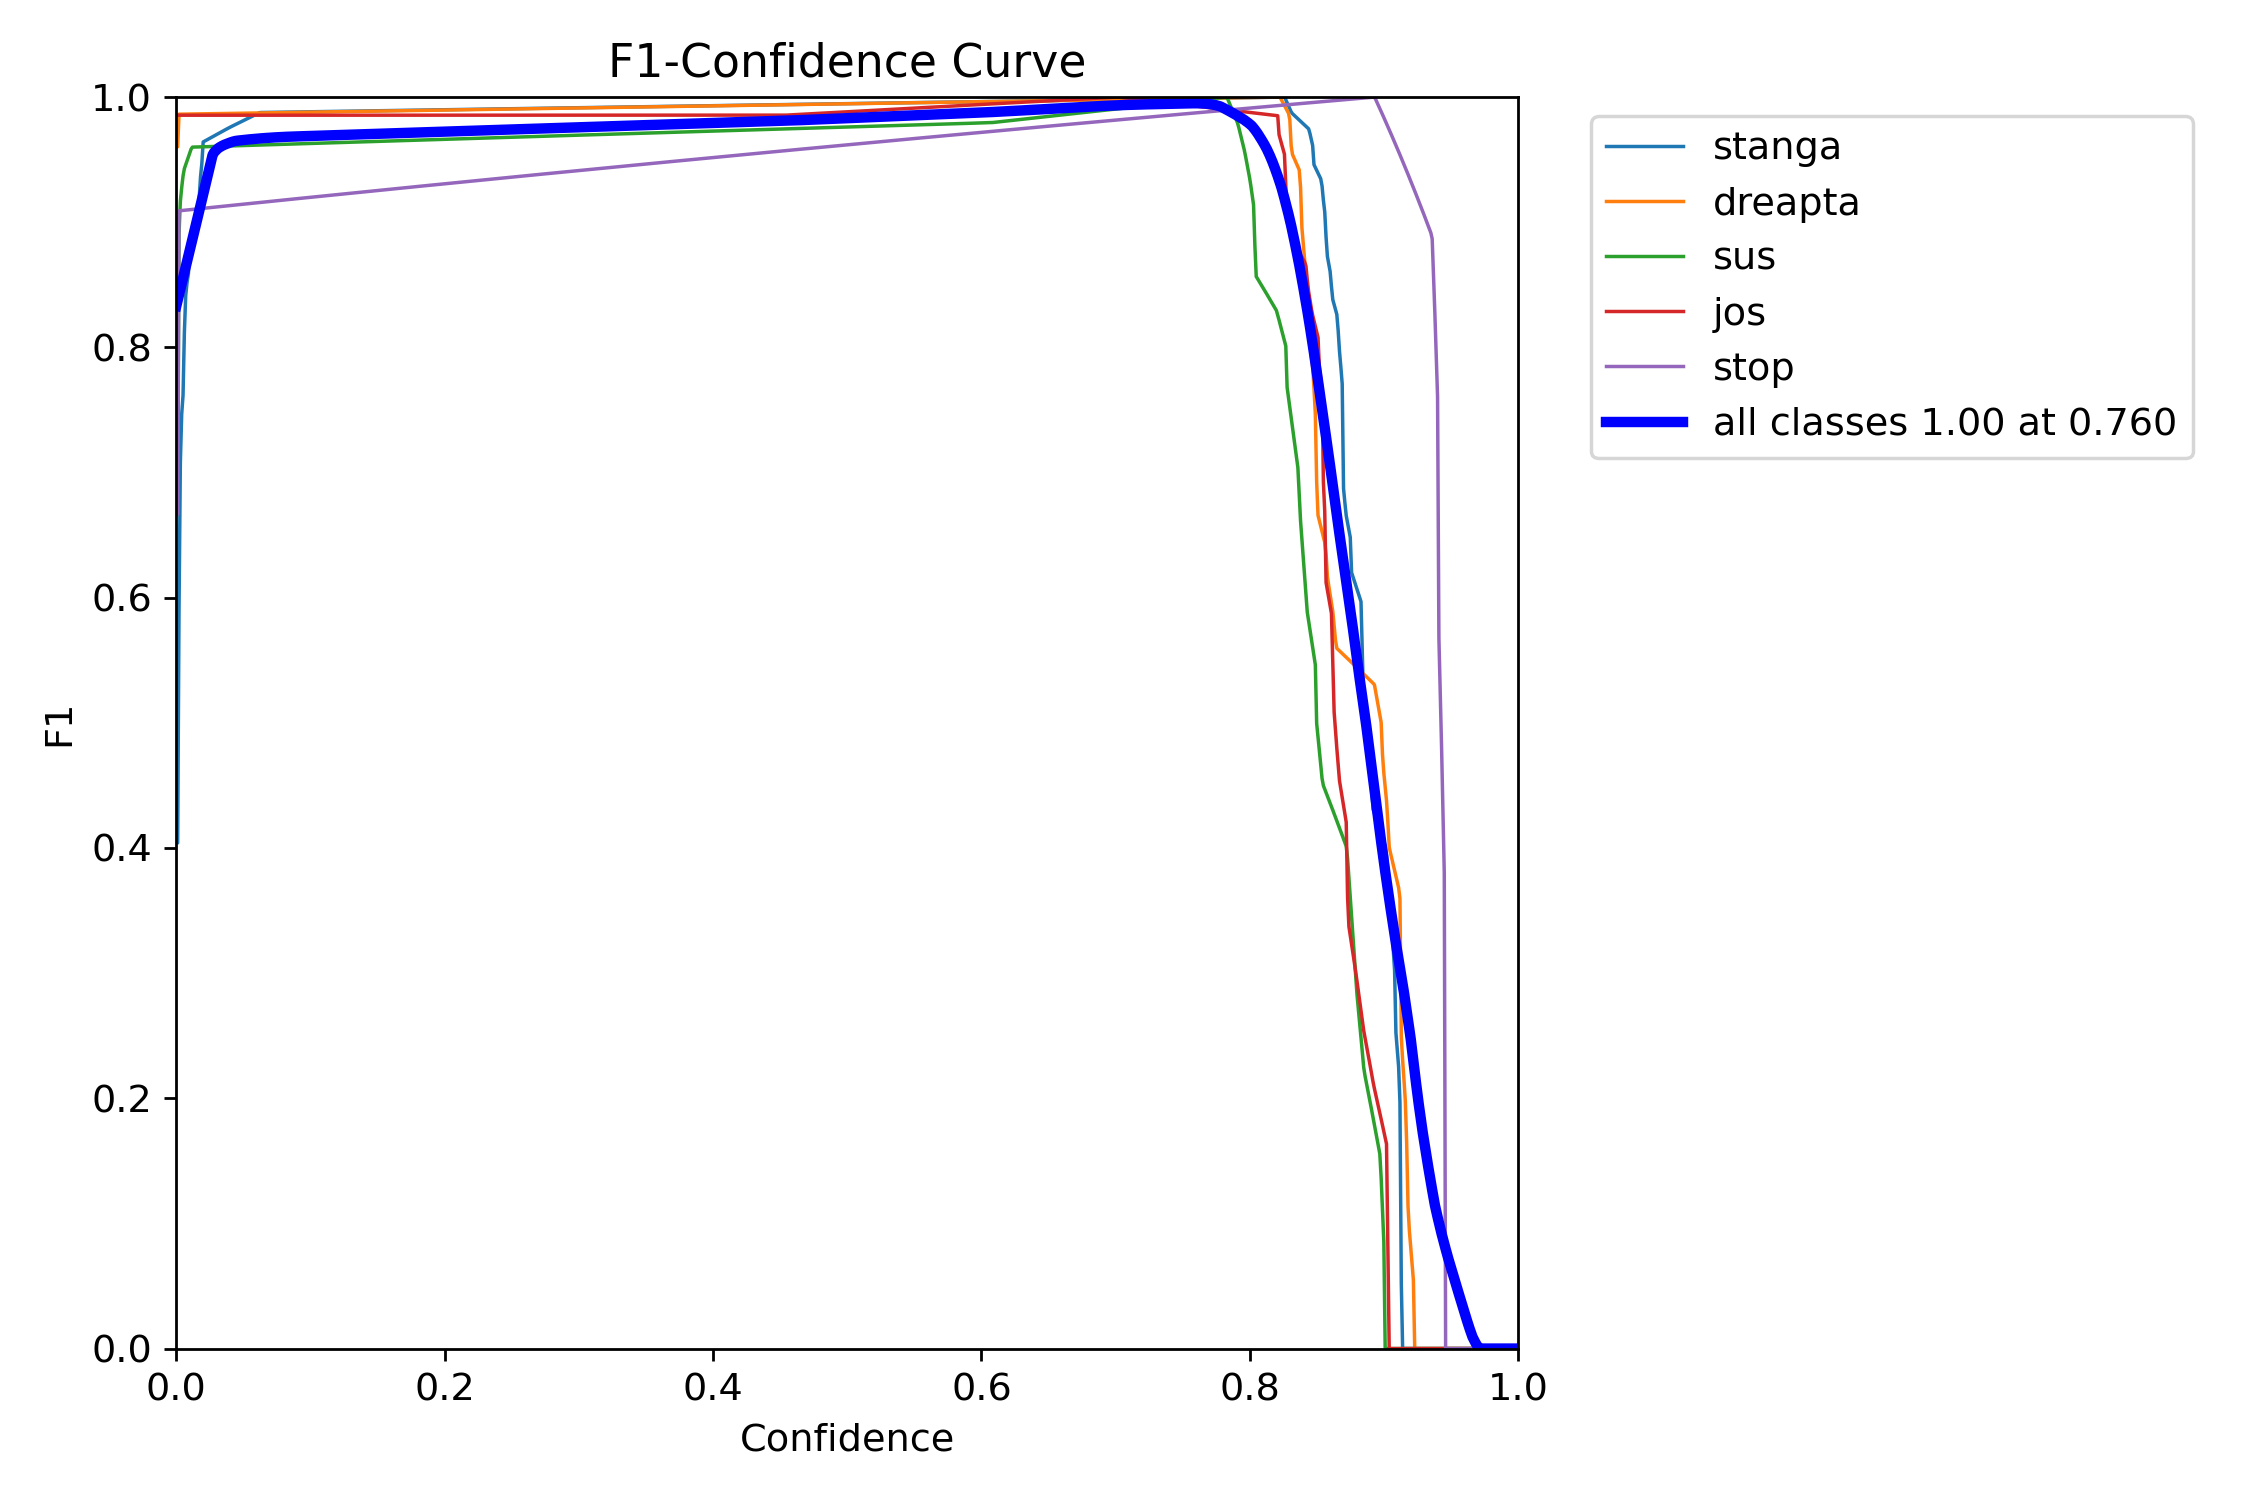 F1-Confidence Curve
1.0
0.8
0.6
0.4
0.2
0.0
F1
0.0 0.2 0.4 0.6 0.8 1.0
Confidence
stanga
dreapta
sus
jos
stop
all classes 1.00 at 0.760